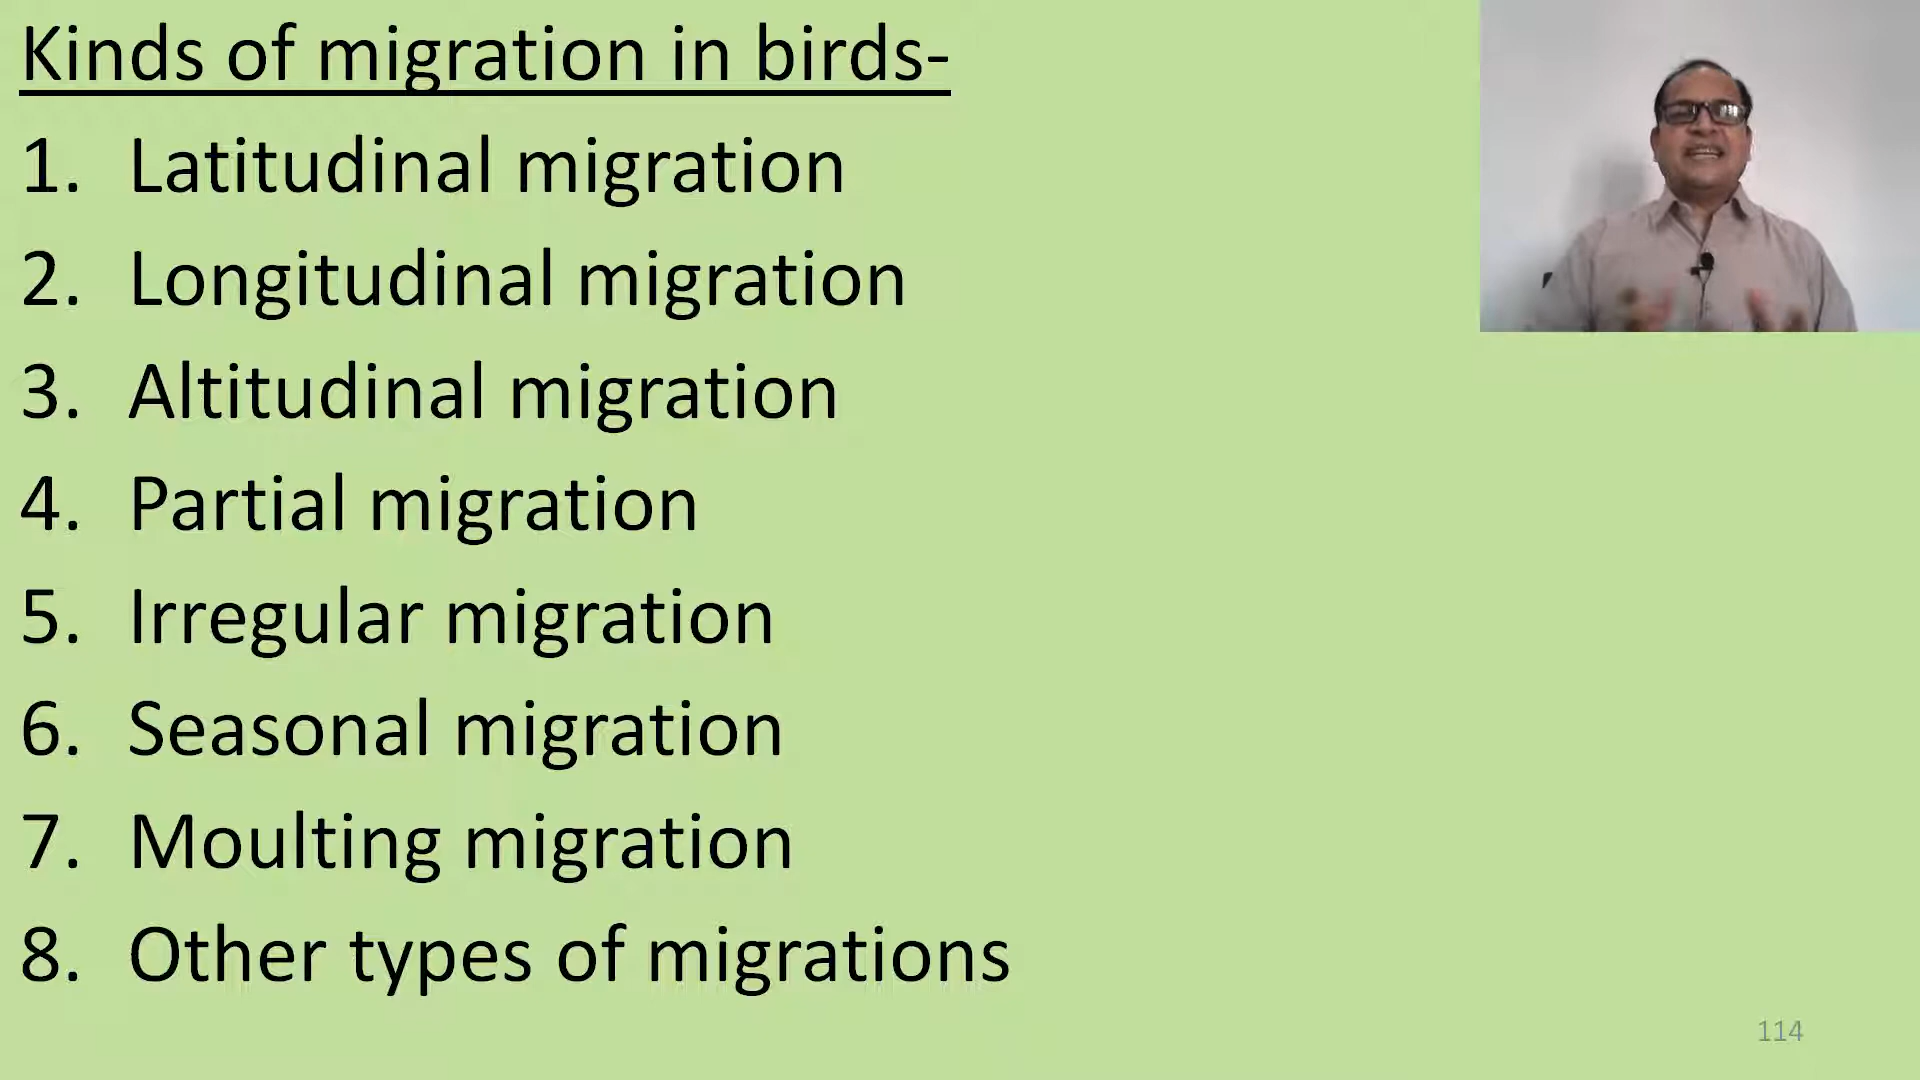 Kinds of migration in birds-
1. Latitudinal migration
2. Longitudinal migration
3. Altitudinal migration
4. Partial migration
5. Irregular migration
6. Seasonal migration
7. Moulting migration
8. Other types of migrations
114